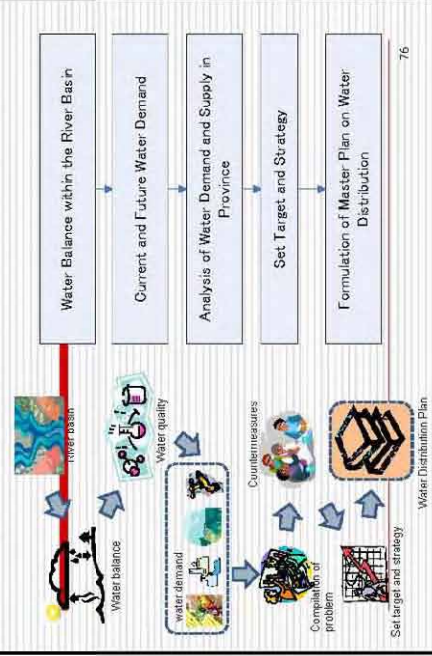 Water Balance within the River Basin
Current and Future Water Demand
Analysis of Water Demand and Supply in
Province
Set Target and Strategy
Formulation of Master Plan on Water
Distribution
River basin
Water balance
Water quality
water demand
Countermeasures
Compilation of
problem
Set target and strategy
Water Distribution Plan
76